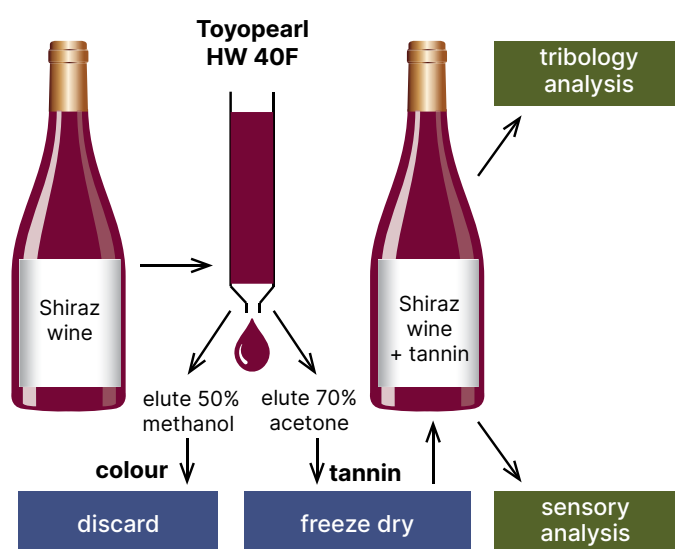 Toyopearl
HW 40F
tribology
analysis
Shiraz
wine
Shiraz
wine
+ tannin
elute 50%
methanol
elute 70%
acetone
colour
tannin
discard
freeze dry
sensory
analysis